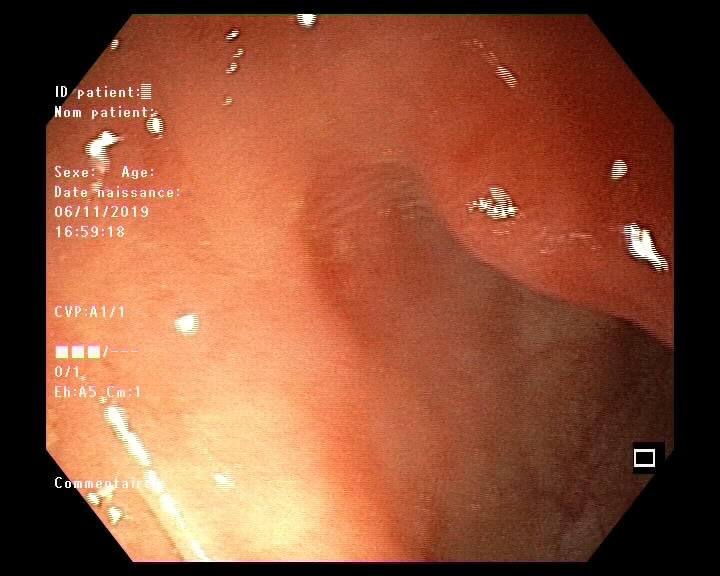 ID patient:
Nom patient:
Sexe: Age:
Date naissance:
06/11/2019
16:59:18
CVP:A1/1
■■■/---
0/1
Eh:A5 Cm:1
Commentaire